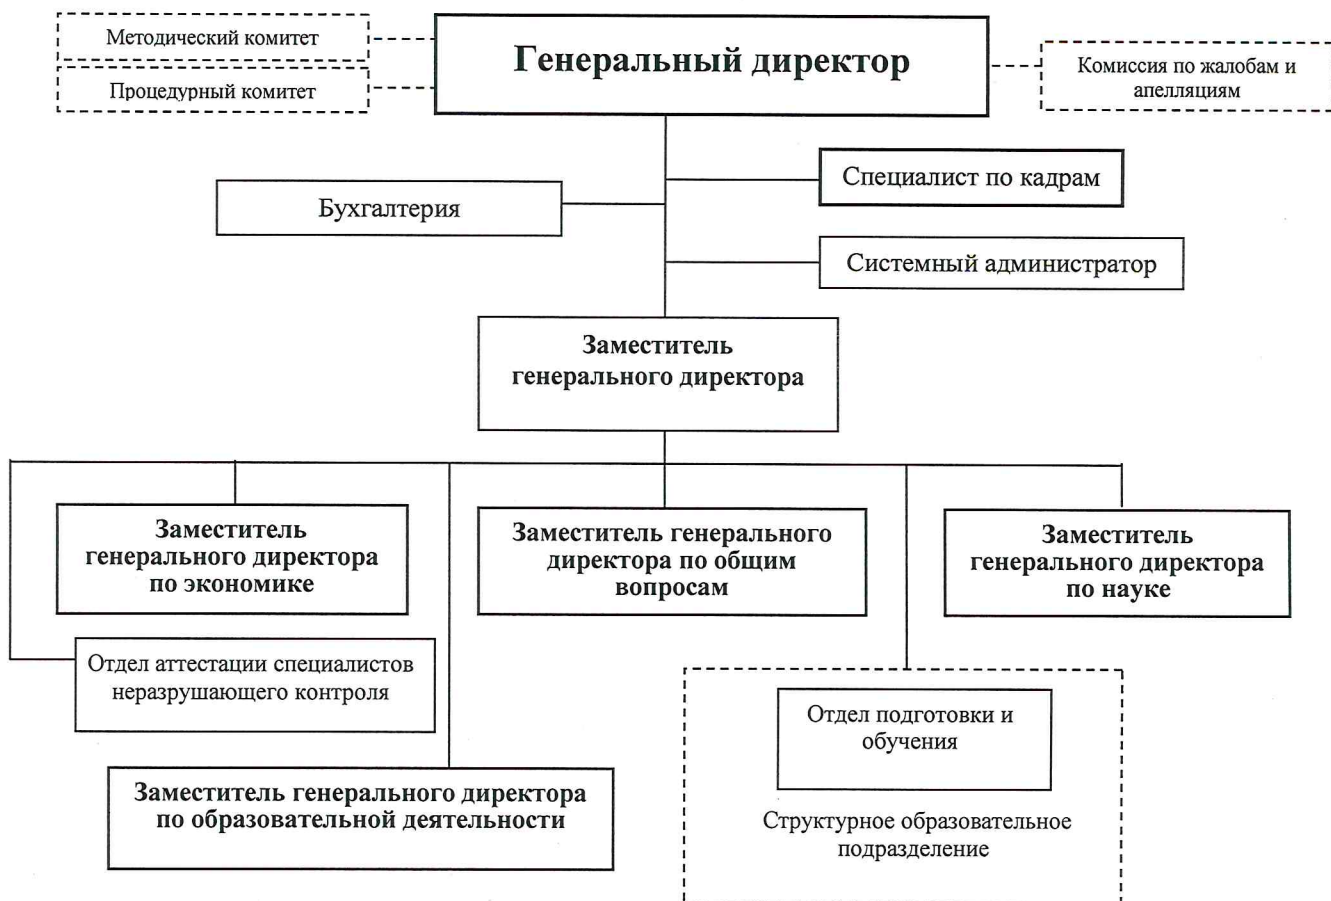 Методический комитет
Процедурный комитет
Генеральный директор
Комиссия по жалобам и
апелляциям
Специалист по кадрам
Бухгалтерия
Системный администратор
Заместитель
генерального директора
Заместитель
генерального директора
по экономике
Заместитель генерального
директора по общим
вопросам
Заместитель
генерального директора
по науке
Отдел аттестации специалистов
неразрушающего контроля
Отдел подготовки и
обучения
Заместитель генерального директора
по образовательной деятельности
Структурное образовательное
подразделение